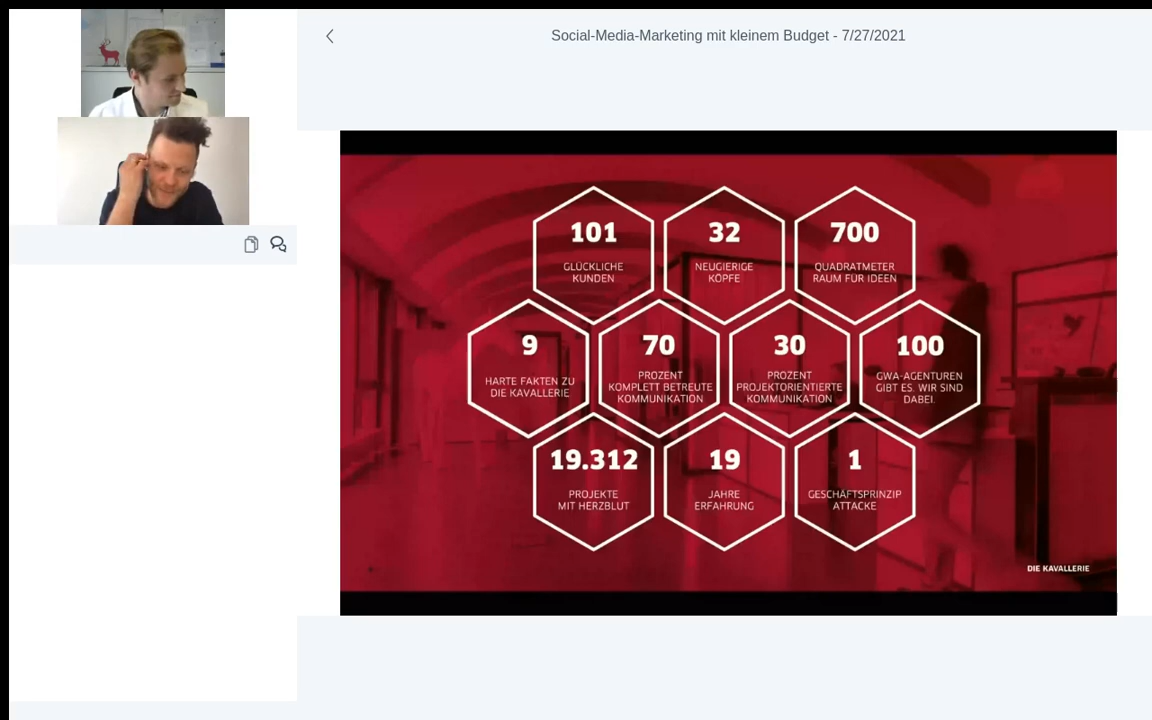 Social-Media-Marketing mit kleinem Budget - 7/27/2021
101
GLÜCKLICHE
KUNDEN
32
NEUGIERIGE
KÖPFE
700
QUADRATMETER
RAUM FÜR IDEEN
9
HARTE FAKTEN ZU
DIE KAVALLERIE
70
PROZENT
KOMPLETT BETREUTE
KOMMUNIKATION
30
PROZENT
PROJEKTORIENTIERTE
KOMMUNIKATION
100
GWA-AGENTUREN
GIBT ES. WIR SIND
DABEI.
19.312
PROJEKTE
MIT HERZBLUT
19
JAHRE
ERFAHRUNG
1
GESCHÄFTSPRINZIP
ATTACKE
DIE KAVALLERIE